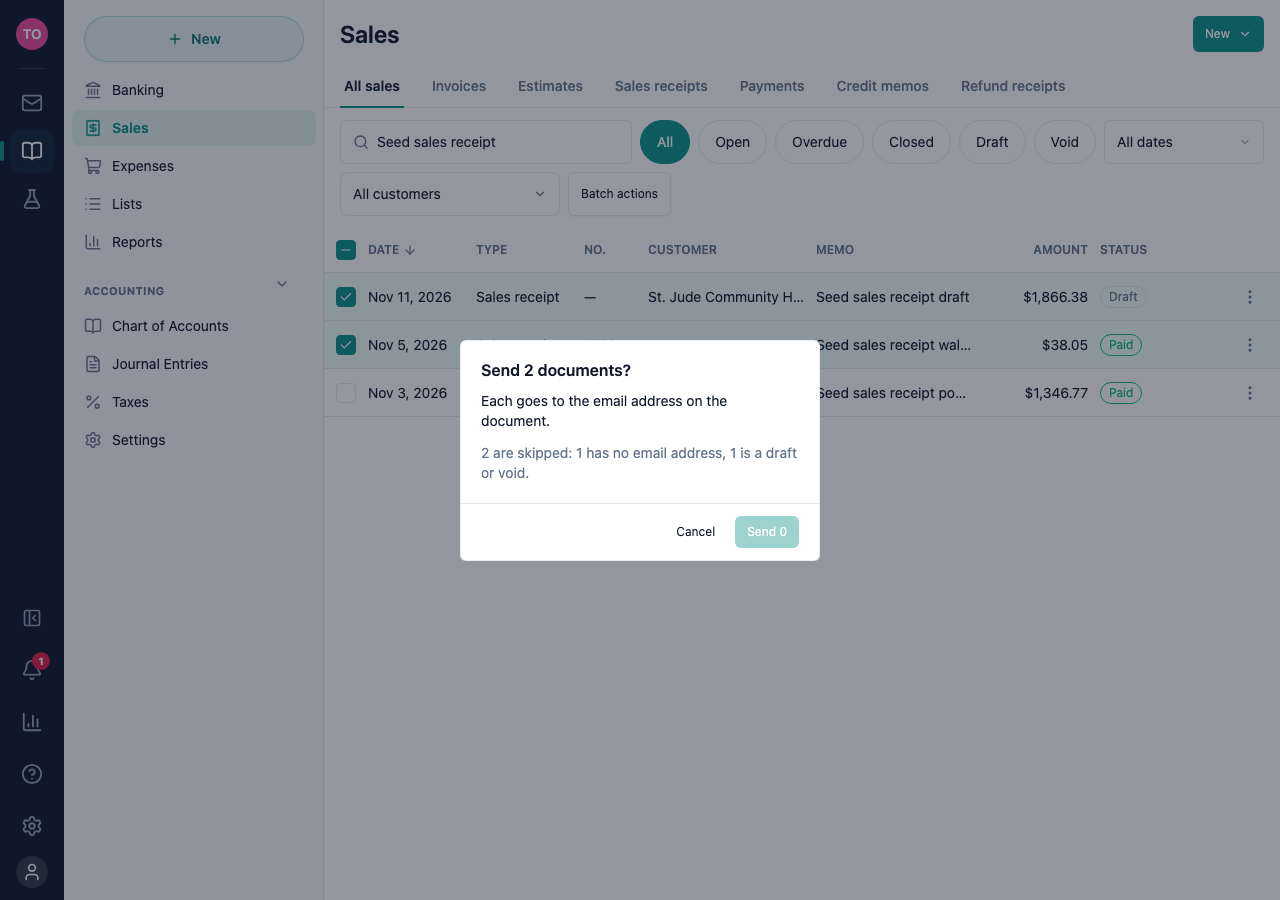 TO
New
Sales
New
Banking
Sales
Expenses
Lists
Reports
ACCOUNTING
Chart of Accounts
Journal Entries
Taxes
Settings
1
All sales Invoices Estimates Sales receipts Payments Credit memos Refund receipts
Seed sales receipt All Open Overdue Closed Draft Void All dates
All customers Batch actions
DATE TYPE NO. CUSTOMER MEMO AMOUNT STATUS
Nov 11, 2026 Sales receipt — St. Jude Community H... Seed sales receipt draft $1,866.38 Draft
Nov 5, 2026 Seed sales receipt wal... $38.05 Paid
Nov 3, 2026 Seed sales receipt po... $1,346.77 Paid
Send 2 documents?
Each goes to the email address on the
document.
2 are skipped: 1 has no email address, 1 is a draft
or void.
Cancel Send 0